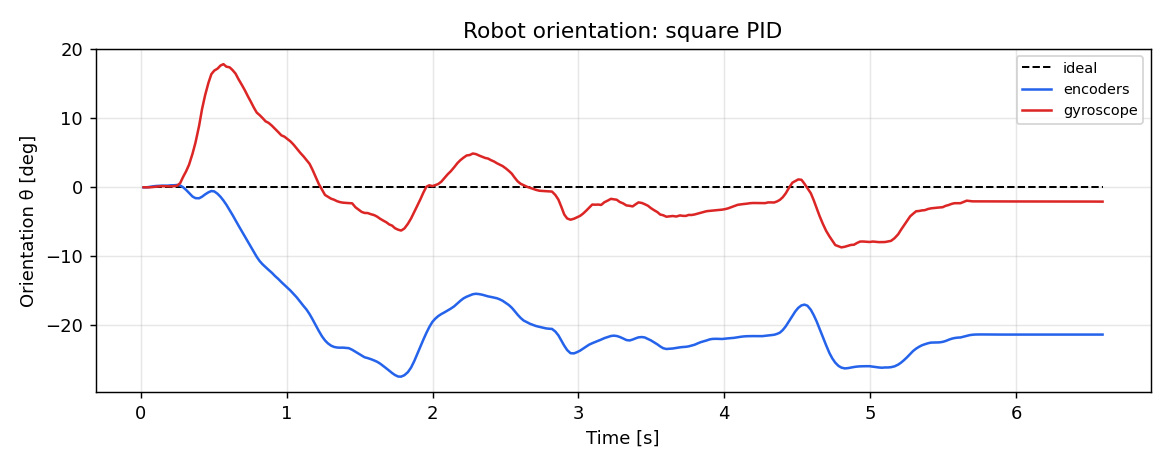 Robot orientation: square PID
Orientation θ [deg]
20
10
0
−10
−20
ideal
encoders
gyroscope
0 1 2 3 4 5 6
Time [s]